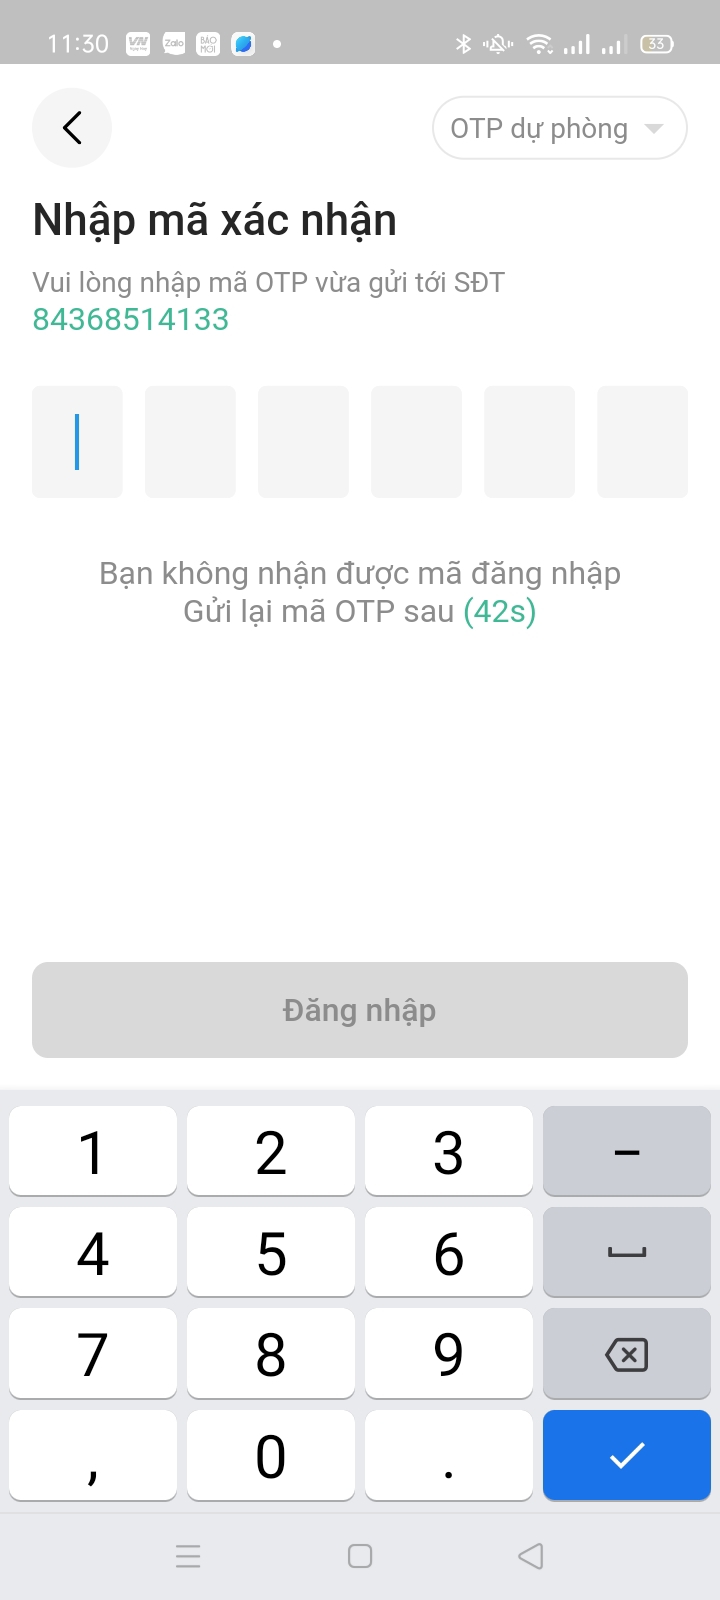 11:30 VN Zalo BÁO MỚI 33
OTP dự phòng
Nhập mã xác nhận
Vui lòng nhập mã OTP vừa gửi tới SĐT
84368514133
Bạn không nhận được mã đăng nhập
Gửi lại mã OTP sau (42s)
Đăng nhập
1 2 3 –
4 5 6
7 8 9
, 0 .